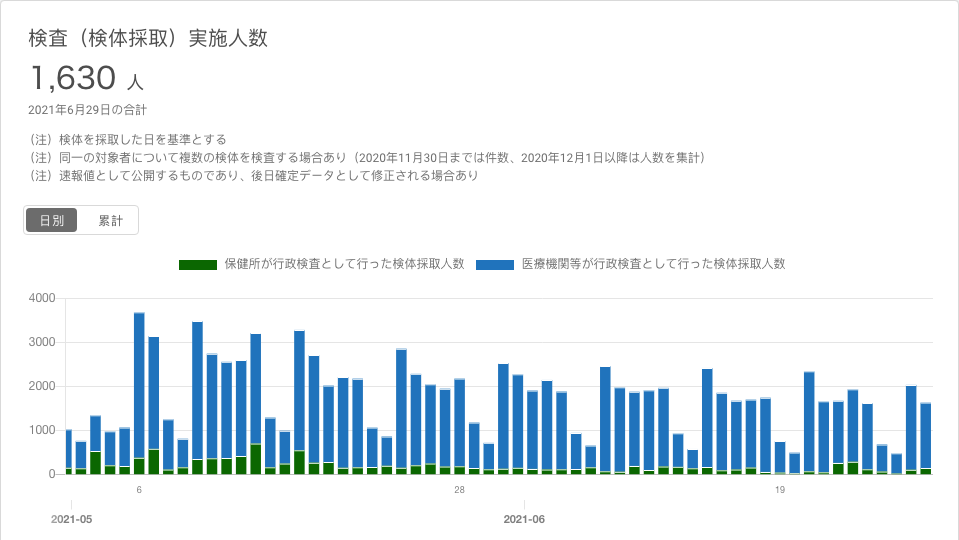 検査（検体採取）実施人数
1,630 人
2021年6月29日の合計
（注）検体を採取した日を基準とする
（注）同一の対象者について複数の検体を検査する場合あり（2020年11月30日までは件数、2020年12月1日以降は人数を集計）
（注）速報値として公開するものであり、後日確定データとして修正される場合あり
日別 累計
保健所が行政検査として行った検体採取人数 医療機関等が行政検査として行った検体採取人数
4000
3000
2000
1000
0
6 28 19
2021-05 2021-06